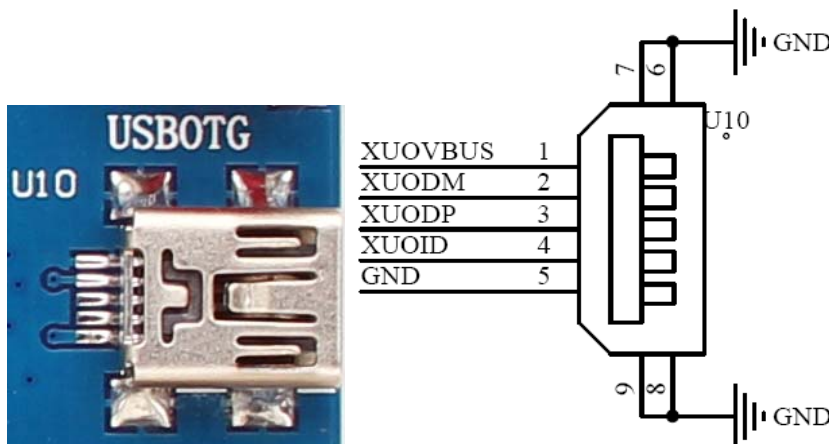 USBOTG
U10
XUOVBUS 1
XUODM 2
XUODP 3
XUOID 4
GND 5
7 6
GND
U10
9 8
GND